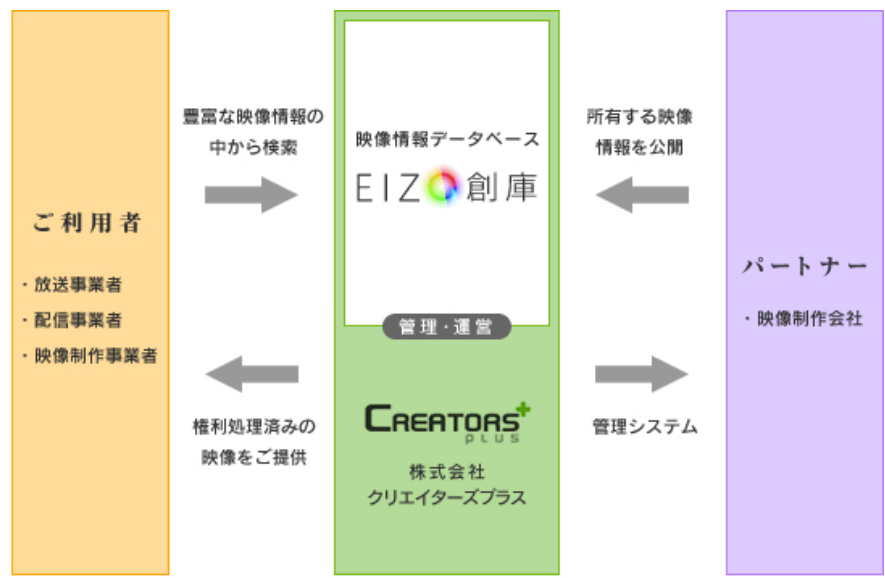 ご利用者
・放送事業者
・配信事業者
・映像制作事業者
豊富な映像情報の
中から検索
権利処理済みの
映像をご提供
映像情報データベース
EIZO創庫
管理・運営
CREATORS+
PLUS
株式会社
クリエイターズプラス
所有する映像
情報を公開
管理システム
パートナー
・映像制作会社